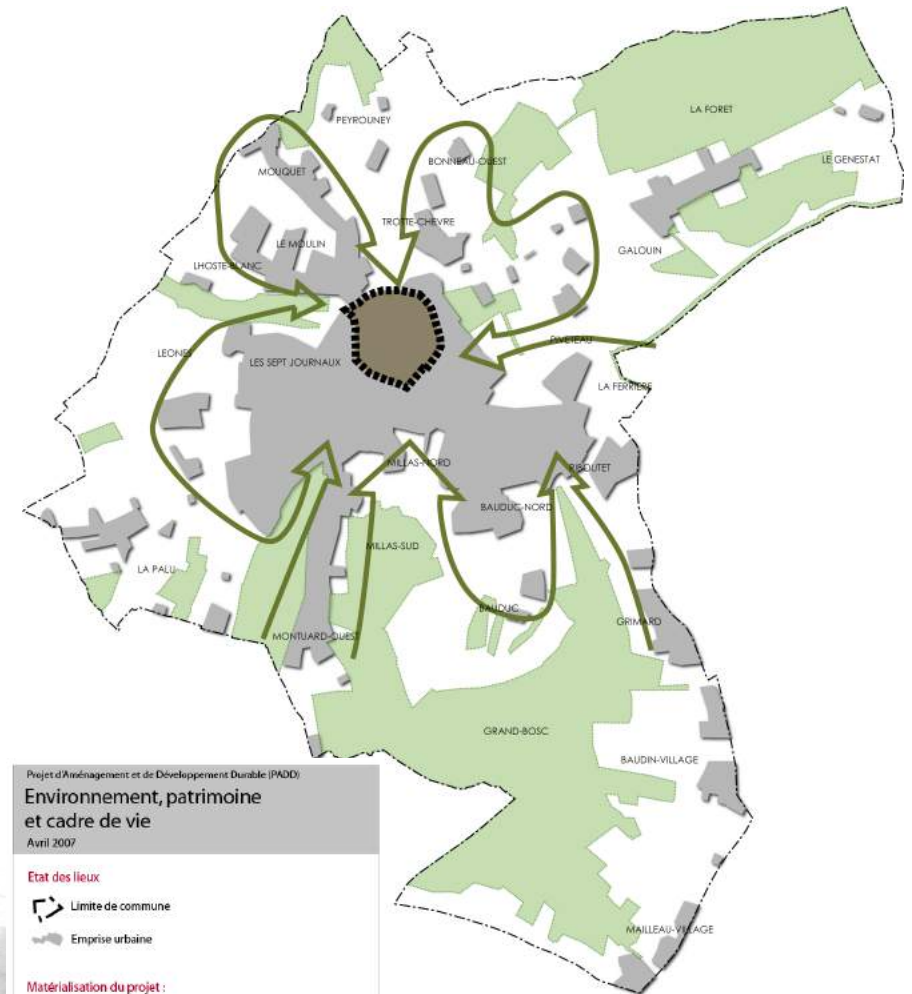 LA FORET
PEYROUNEY
BONNEAU-OUEST
LE GENESTAT
MOUQUET
TROTTE-CHEVRE
LE MOULIN
GALOUIN
LHOSTE-BLANC
PIVETEAU
LEONES
LES SEPT JOURNAUX
LA FERRIERE
MILLAS-NORD
RIBOUTET
BAUDUC-NORD
MILLAS-SUD
LA PALU
BAUDUC
GRIMARD
MONTUARD-OUEST
GRAND-BOSC
BAUDIN-VILLAGE
MAILLEAU-VILLAGE
Projet d'Aménagement et de Développement Durable (PADD)
Environnement, patrimoine
et cadre de vie
Avril 2007
Etat des lieux
Limite de commune
Emprise urbaine
Matérialisation du projet :